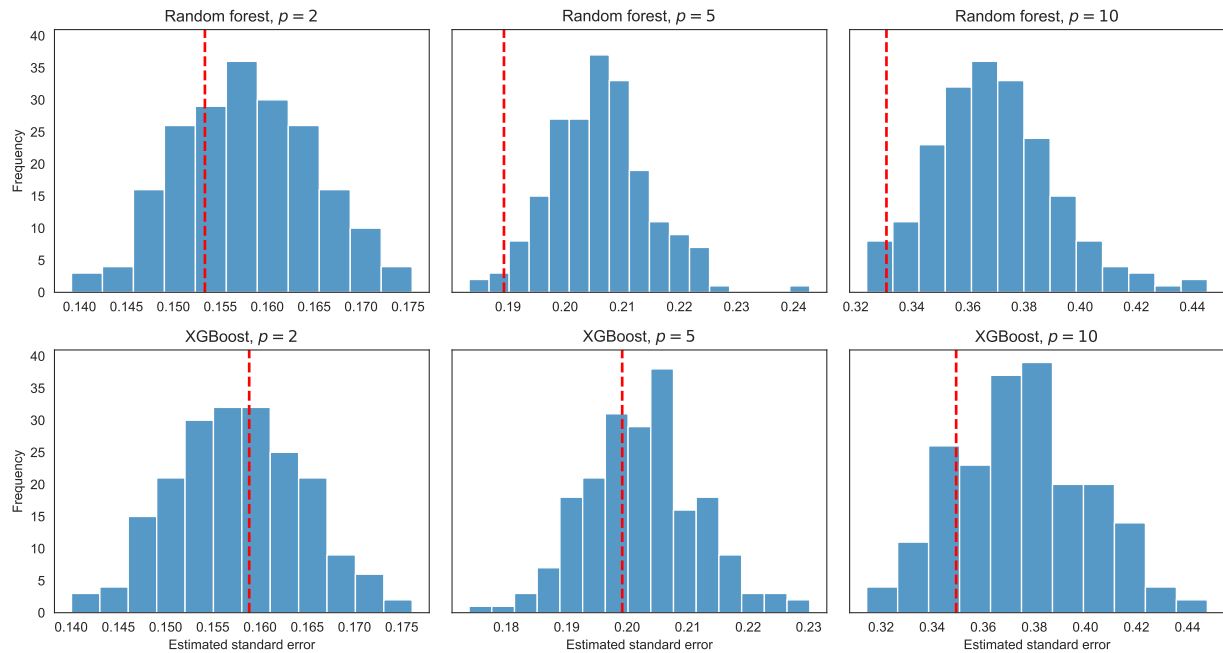 Random forest, p = 2
Random forest, p = 5
Random forest, p = 10
40
35
30
25
20
15
10
5
0
Frequency
0.140 0.145 0.150 0.155 0.160 0.165 0.170 0.175
0.19 0.20 0.21 0.22 0.23 0.24
0.32 0.34 0.36 0.38 0.40 0.42 0.44
XGBoost, p = 2
XGBoost, p = 5
XGBoost, p = 10
40
35
30
25
20
15
10
5
0
Frequency
0.140 0.145 0.150 0.155 0.160 0.165 0.170 0.175
0.18 0.19 0.20 0.21 0.22 0.23
0.32 0.34 0.36 0.38 0.40 0.42 0.44
Estimated standard error
Estimated standard error
Estimated standard error